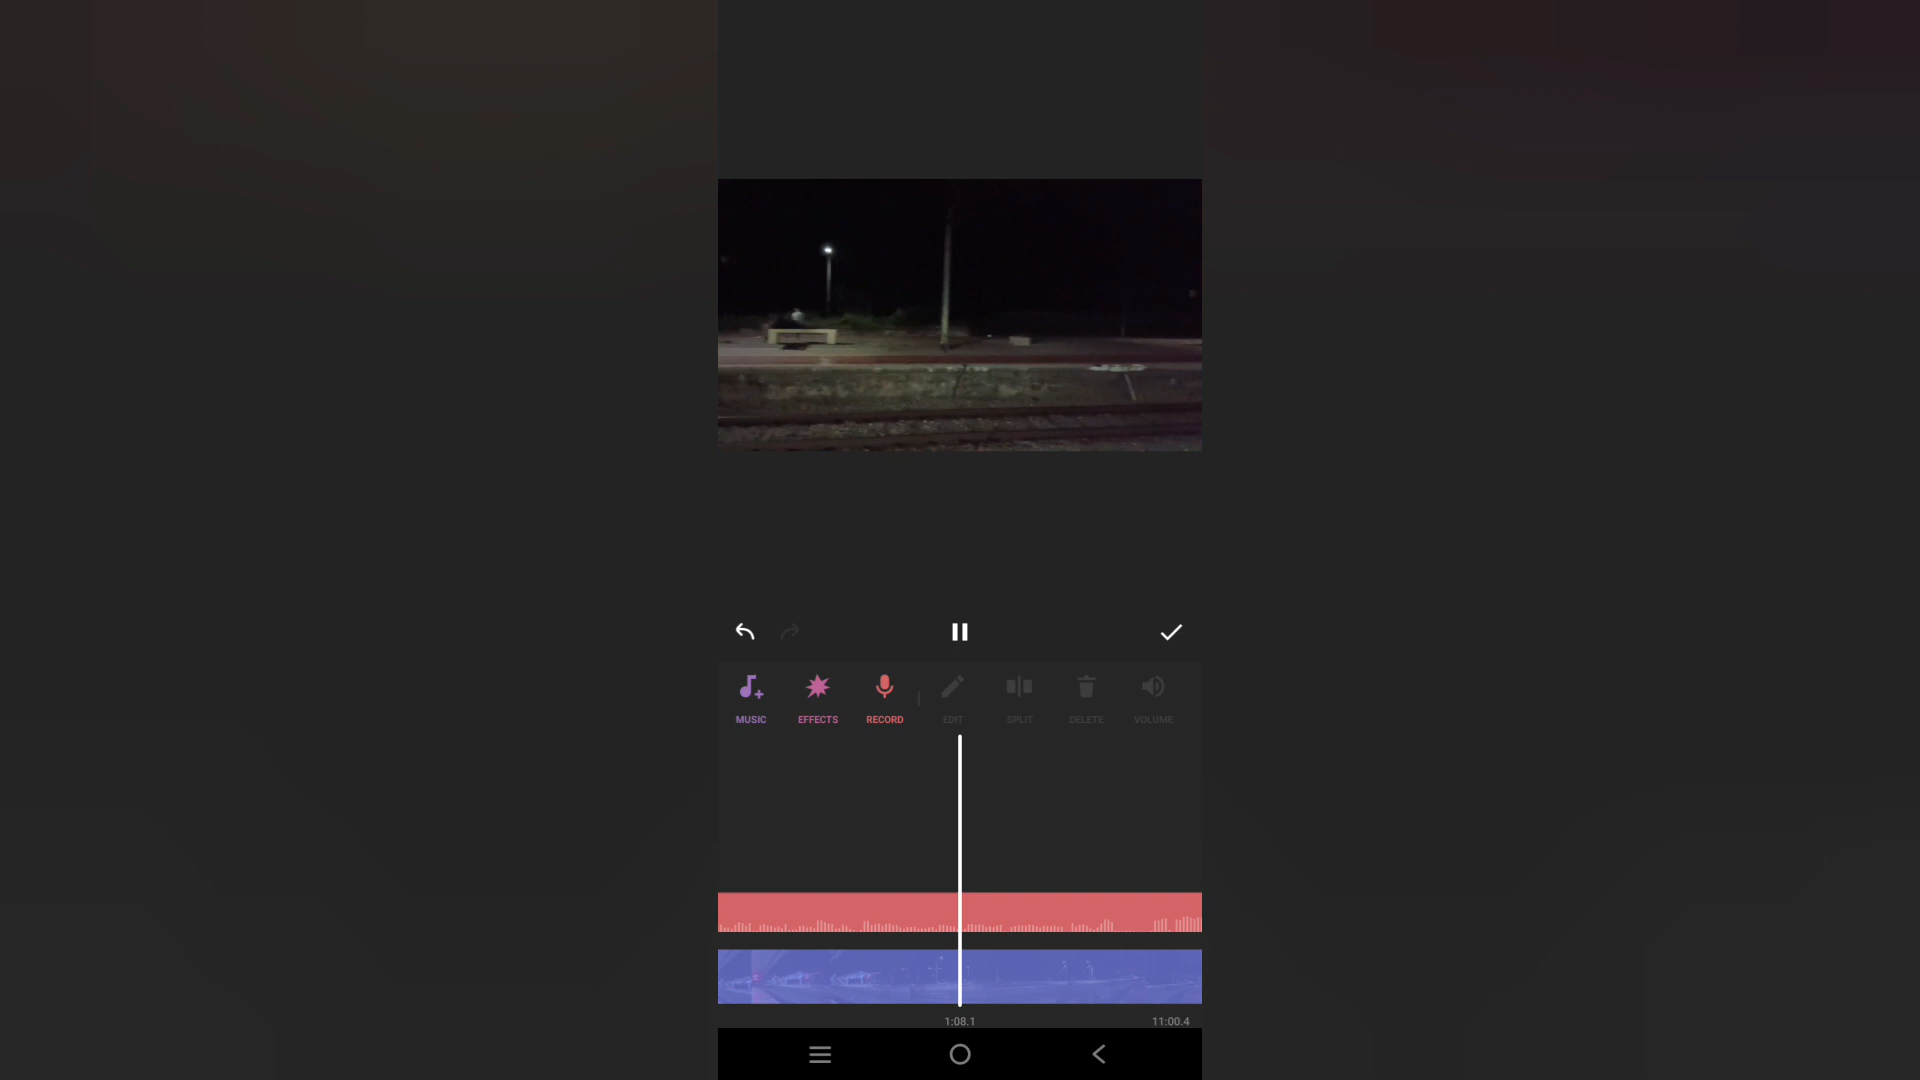 MUSIC EFFECTS RECORD EDIT SPLIT DELETE VOLUME
1:08.1 11:00.4